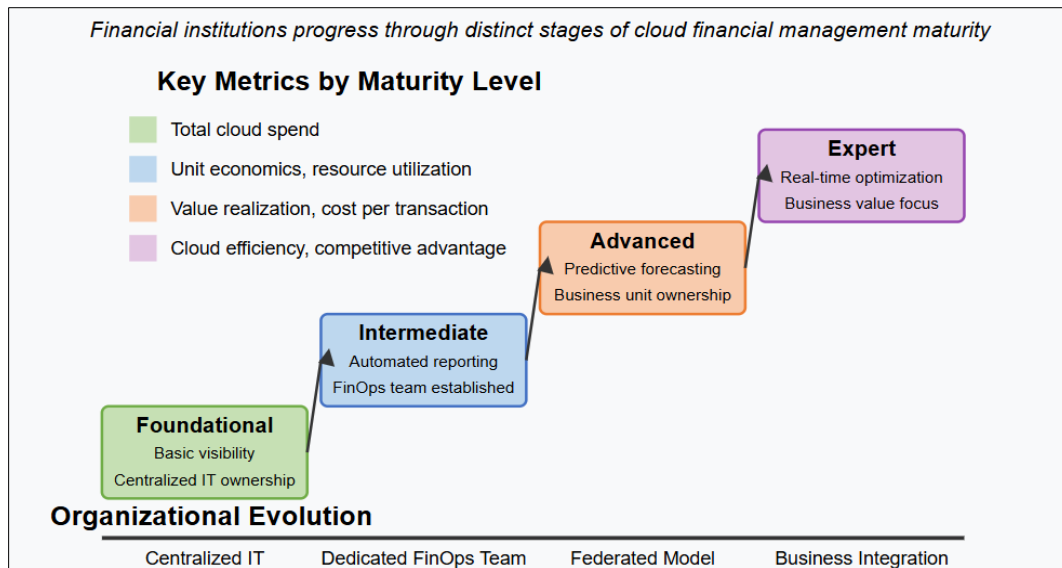 Financial institutions progress through distinct stages of cloud financial management maturity
Key Metrics by Maturity Level
Total cloud spend
Unit economics, resource utilization
Value realization, cost per transaction
Cloud efficiency, competitive advantage
Expert
Real-time optimization
Business value focus
Advanced
Predictive forecasting
Business unit ownership
Intermediate
Automated reporting
FinOps team established
Foundational
Basic visibility
Centralized IT ownership
Organizational Evolution
Centralized IT
Dedicated FinOps Team
Federated Model
Business Integration